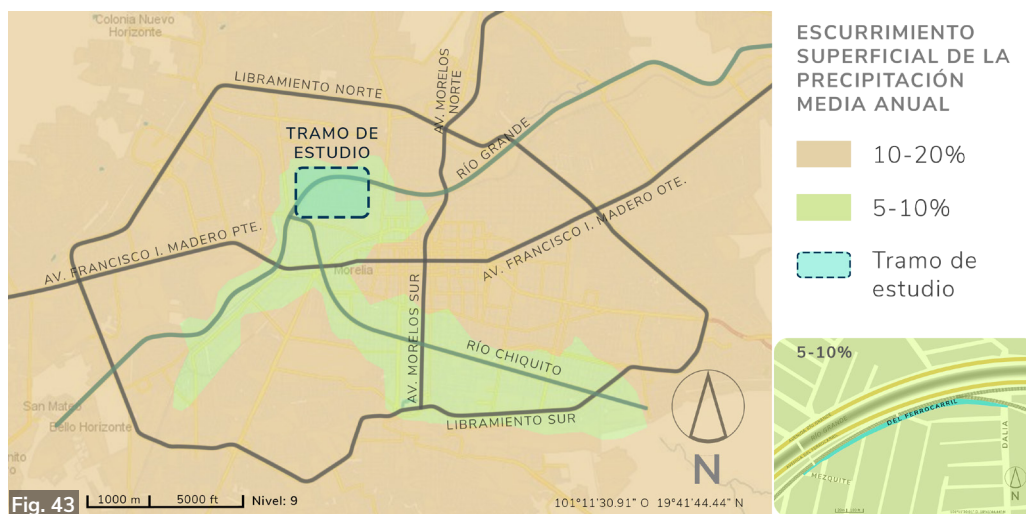 Colonia Nuevo
Horizonte
LIBRAMIENTO NORTE
AV. MORELOS
NORTE
TRAMO DE
ESTUDIO
RÍO GRANDE
AV. FRANCISCO I. MADERO PTE.
AV. FRANCISCO I. MADERO OTE.
Morelia
AV. MORELOS SUR
RÍO CHIQUITO
San Mateo
Bello Horizonte
LIBRAMIENTO SUR
N
Fig. 43
1000 m
5000 ft
Nivel: 9
101°11'30.91" O 19°41'44.44" N
ESCURRIMIENTO
SUPERFICIAL DE LA
PRECIPITACIÓN
MEDIA ANUAL
10-20%
5-10%
Tramo de
estudio
5-10%
RÍO GRANDE
DEL FERROCARRIL
DALIA
MEZQUITE